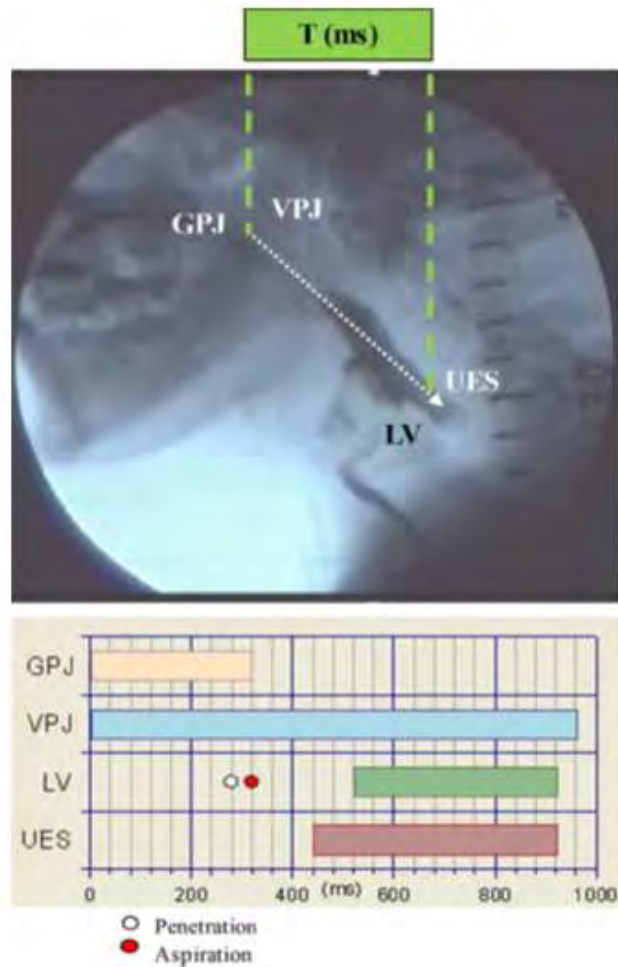 T (ms)
GPJ VPJ
UES
LV
GPJ
VPJ
LV
UES
0 200 400 (ms) 600 800 1000
Penetration
Aspiration